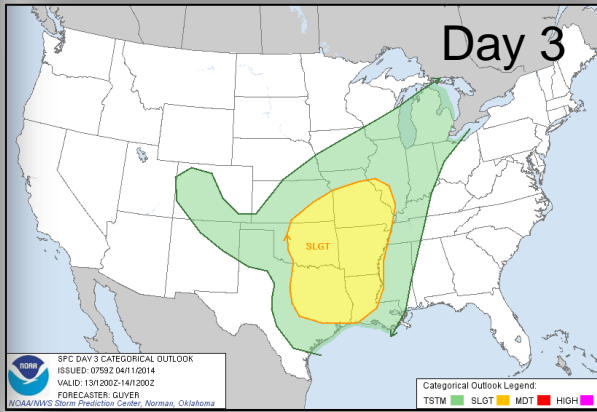 Day 3
SLGT
NOAA
SPC DAY 3 CATEGORICAL OUTLOOK
ISSUED: 0759Z 04/11/2014
VALID: 13/1200Z-14/1200Z
FORECASTER: GUYER
NOAA/NWS Storm Prediction Center, Norman, Oklahoma
Categorical Outlook Legend:
TSTM SLGT MDT HIGH